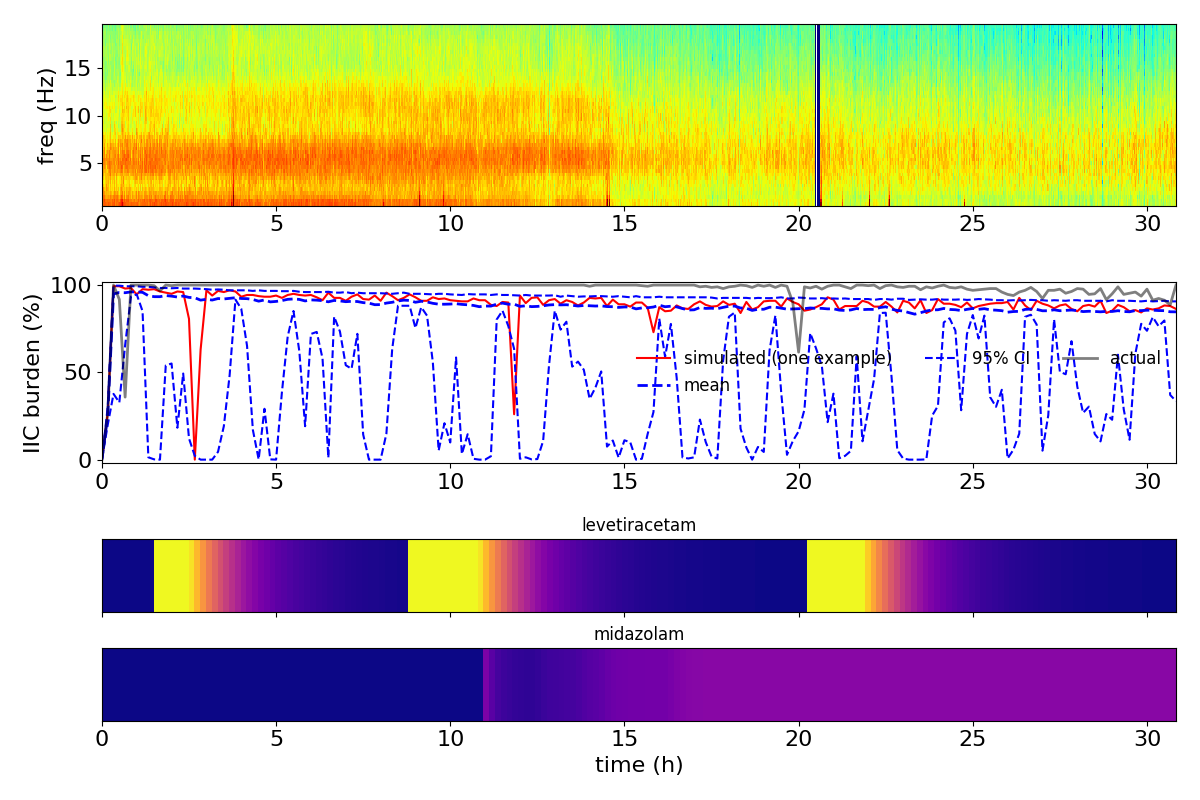 freq (Hz)
15
10
5
0 5 10 15 20 25 30
IIC burden (%)
100
50
0
simulated (one example) 95% CI actual
mean
0 5 10 15 20 25 30
levetiracetam
midazolam
0 5 10 15 20 25 30
time (h)